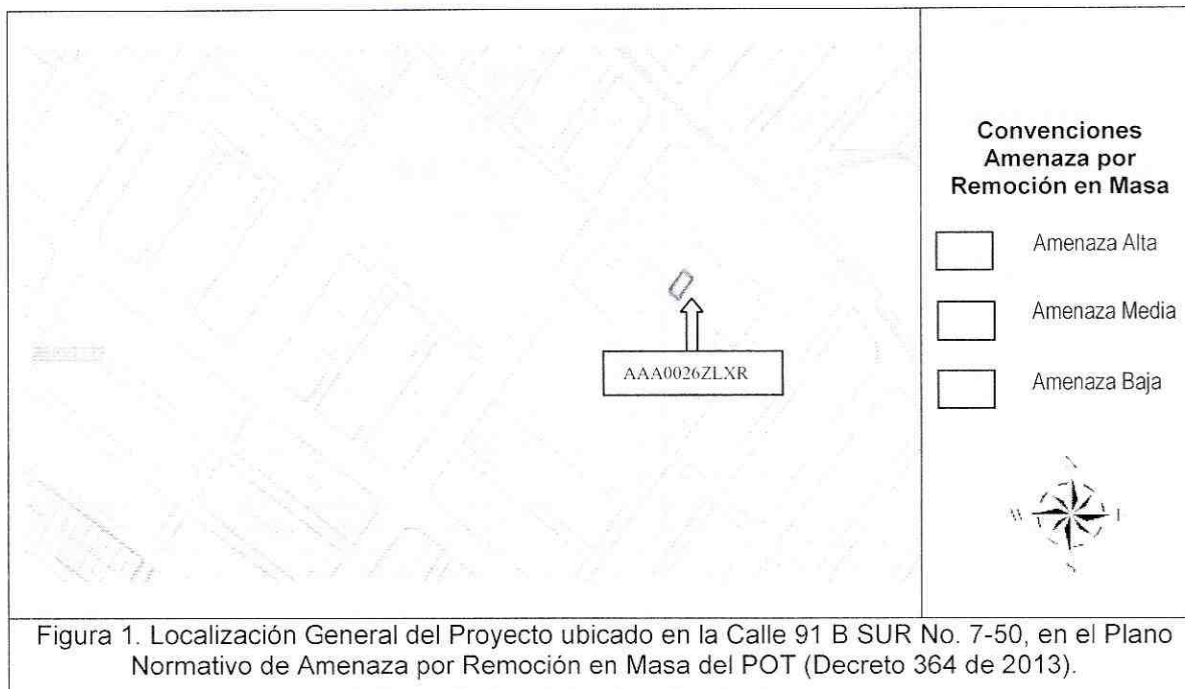 AAA0026ZLXR
Convenciones
Amenaza por
Remoción en Masa
Amenaza Alta
Amenaza Media
Amenaza Baja
W
Figura 1. Localización General del Proyecto ubicado en la Calle 91 B SUR No. 7-50, en el Plano
Normativo de Amenaza por Remoción en Masa del POT (Decreto 364 de 2013).